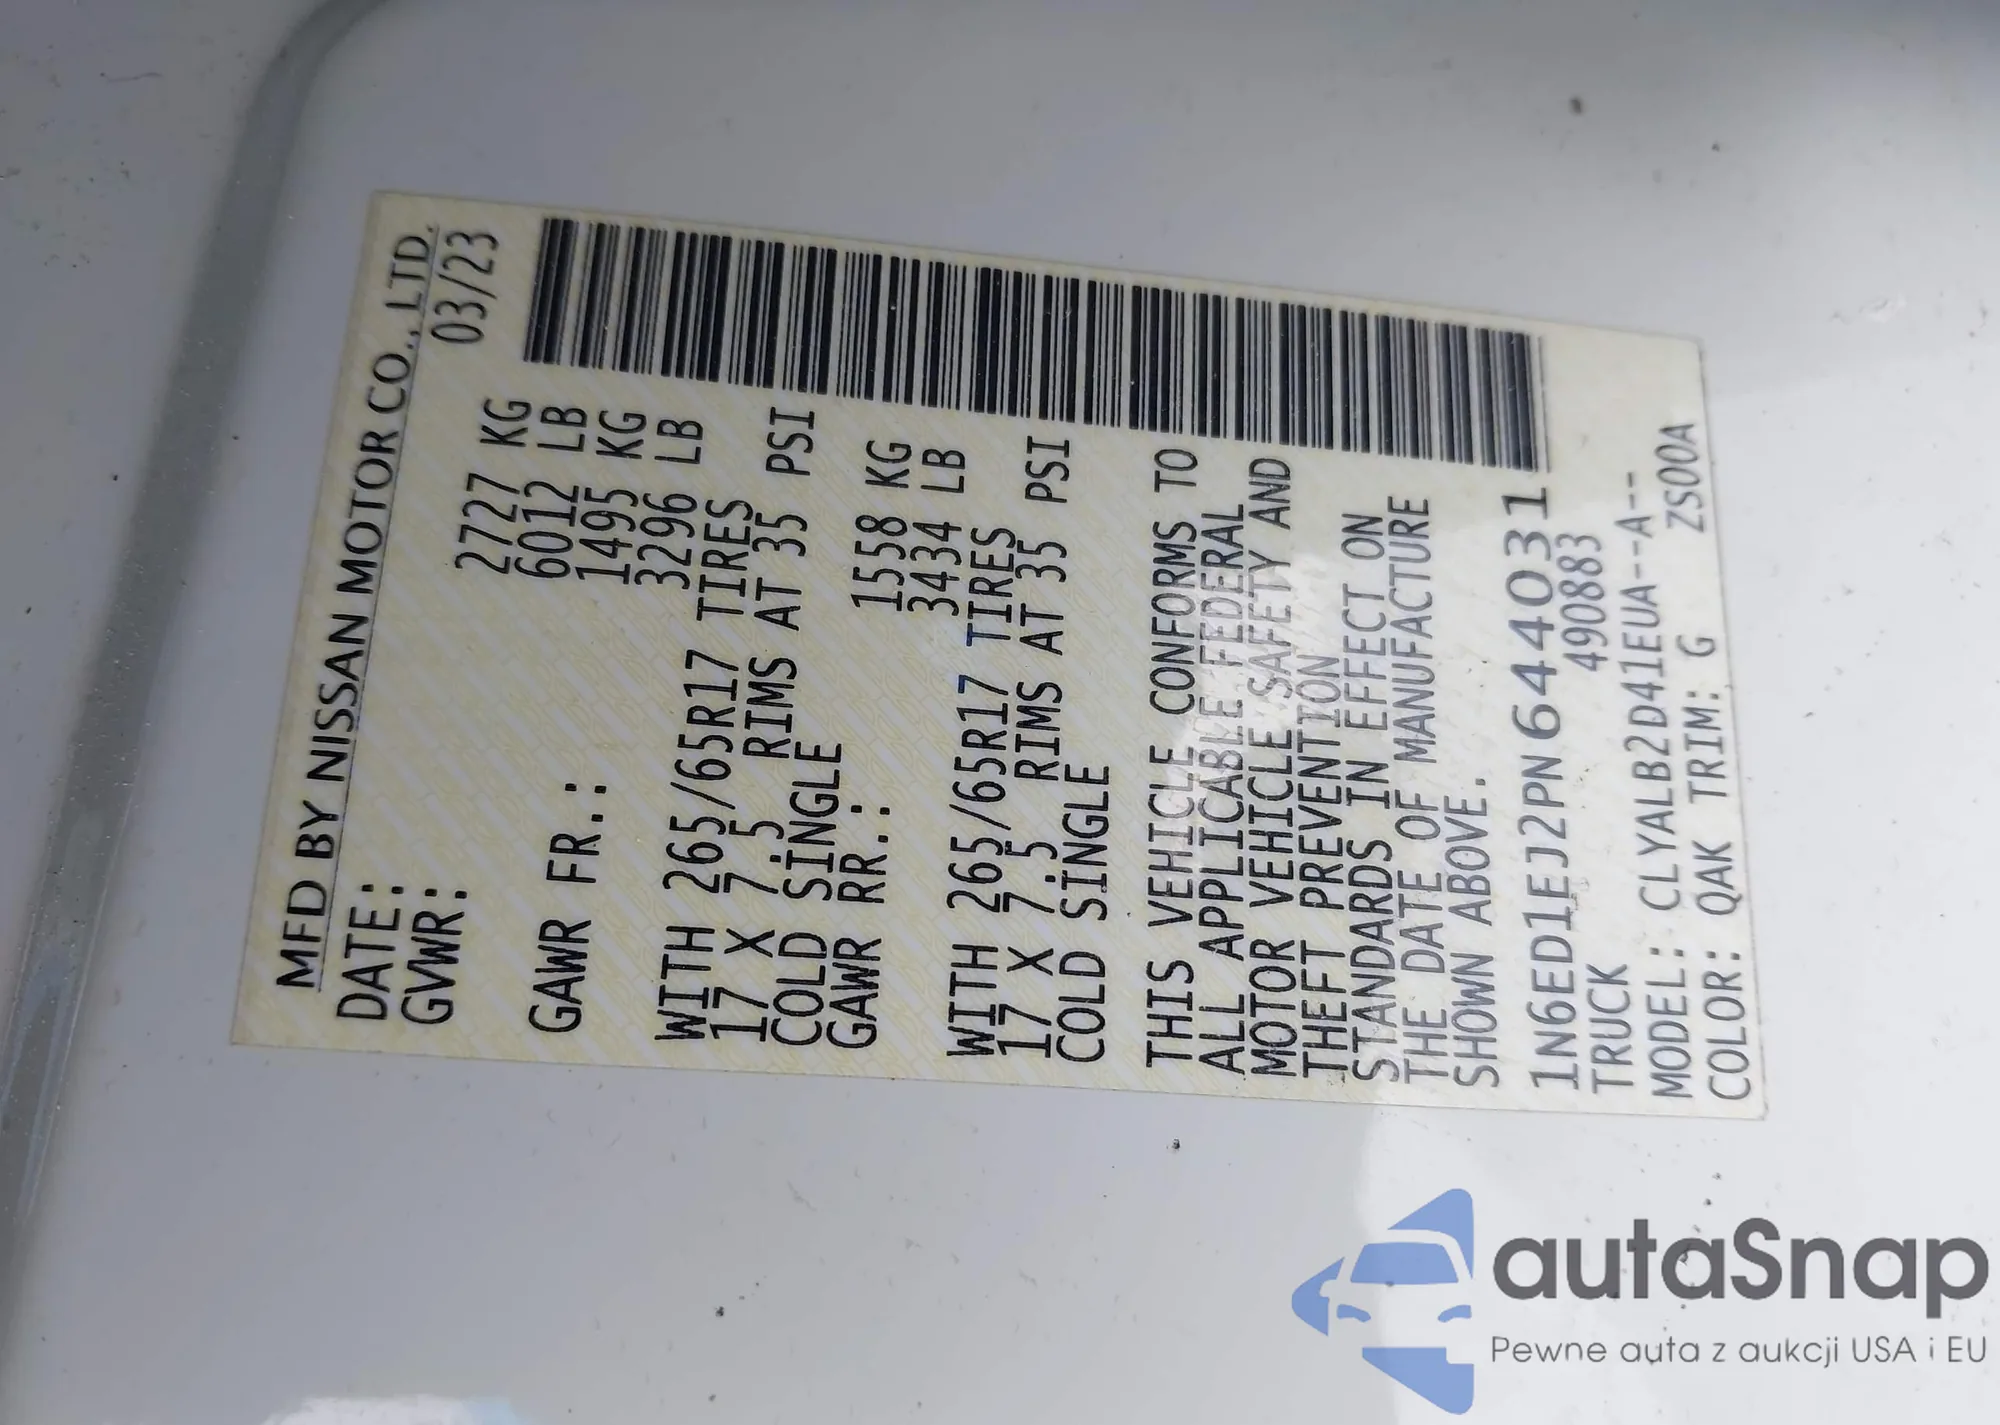 MFD BY NISSAN MOTOR CO., LTD.
DATE: 03/23
GVWR: 2727 KG
6012 LB
GAWR FR.: 1495 KG
3296 LB
WITH 265/65R17 TIRES
17 X 7.5 RIMS AT 35 PSI
COLD SINGLE
GAWR RR.: 1558 KG
3434 LB
WITH 265/65R17 TIRES
17 X 7.5 RIMS AT 35 PSI
COLD SINGLE
THIS VEHICLE CONFORMS TO
ALL APPLICABLE FEDERAL
MOTOR VEHICLE SAFETY AND
THEFT PREVENTION
STANDARDS IN EFFECT ON
THE DATE OF MANUFACTURE
SHOWN ABOVE.
1N6ED1EJ2PN644031
TRUCK 490883
MODEL: CLYALB2D41EUA--A--
COLOR: QAK TRIM: G ZS00A
autaSnap
Pewne auta z aukcji USA i EU